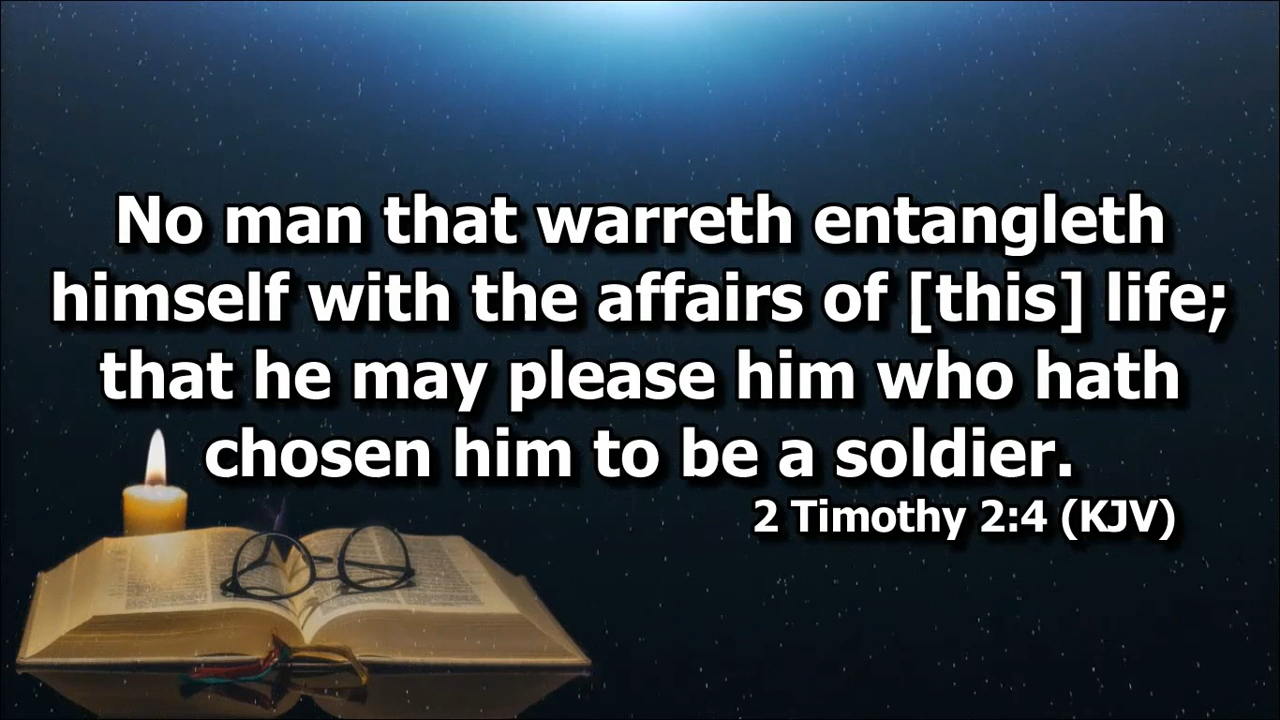 No man that warreth entangleth
himself with the affairs of [this] life;
that he may please him who hath
chosen him to be a soldier.
2 Timothy 2:4 (KJV)